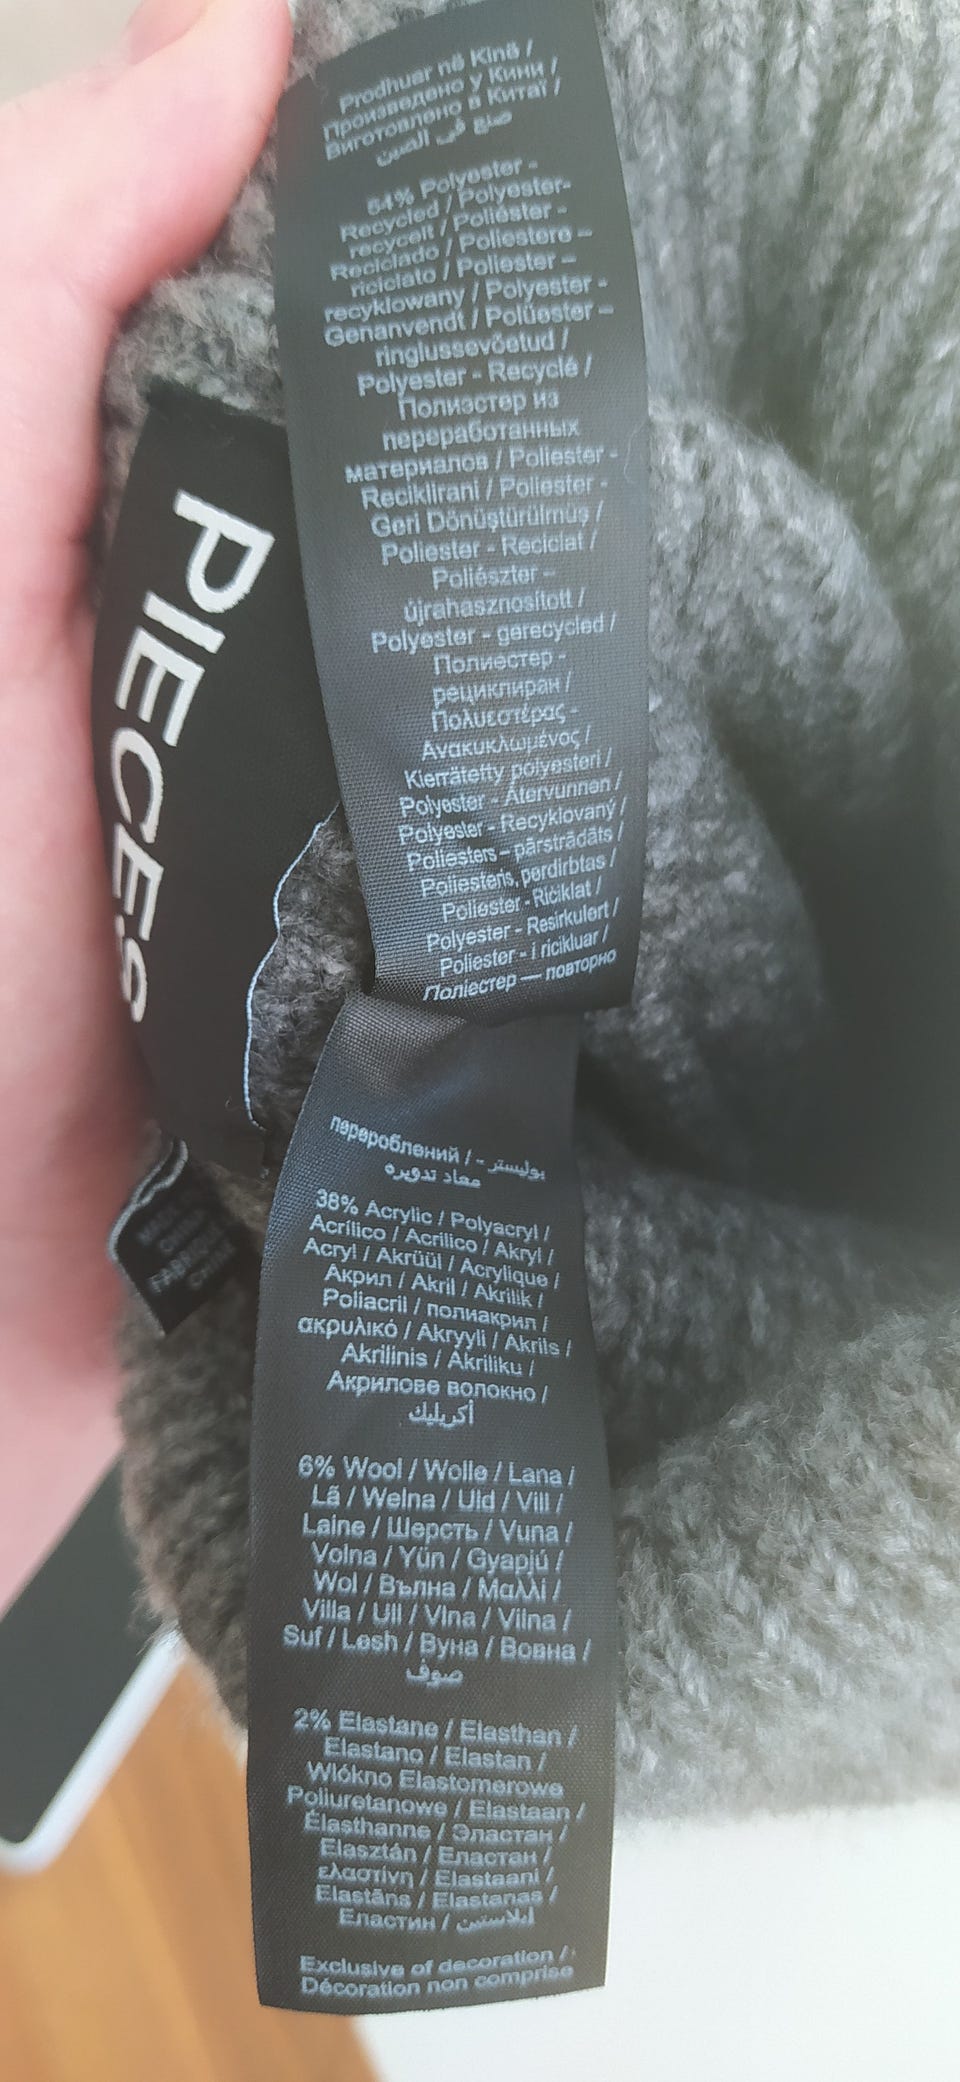 Prodhuar në Kinë /
Произведено у Кини /
Виготовлено в Китаї /
صنع في الصين
54% Polyester -
Recycled / Polyester-
recycelt / Poliéster -
Reciclado / Poliestere –
riciclato / Poliester –
recyklowany / Polyester -
Genanvendt / Polüester –
ringlussevõetud /
Polyester - Recyclé /
Полиэстер из
переработанных
материалов / Poliester -
Reciklirani / Poliester -
Geri Dönüştürülmüş /
Poliester - Reciclat /
Poliészter –
újrahasznosított /
Polyester - gerecycled /
Полиестер -
рециклиран /
Πολυεστέρας -
Ανακυκλωμένος /
Kierrätetty polyesteri /
Polyester - Återvunnen /
Polyester - Recyklovaný /
Poliesters - pārstrādāts /
Poliesteris, perdirbtas /
Poliester - Ričiklat /
Polyester - Resirkulert /
Poliester - i ricikluar /
Поліестер — повторно
PIECES
перероблений / بوليستر -
معاد تدويره
38% Acrylic / Polyacryl /
Acrílico / Acrilico / Akryl /
Acryl / Akrüül / Acrylique /
Акрил / Akril / Akrilik /
Poliacril / полиакрил /
ακρυλικό / Akryyli / Akrils /
Akrilinis / Akriliku /
Акрилове волокно /
أكريليك
6% Wool / Wolle / Lana /
Lã / Wełna / Uld / Vill /
Laine / Шерсть / Vuna /
Volna / Yün / Gyapjú /
Wol / Вълна / Μαλλί /
Villa / Ull / Vlna / Vilna /
Suf / Lesh / Вуна / Вовна /
صوف
2% Elastane / Elasthan /
Elastano / Elastan /
Włókno Elastomerowe
Poliuretanowe / Elastaan /
Élasthanne / Эластан /
Elasztán / Еластан /
ελαστίνη / Elastaani /
Elastāns / Elastanas /
Еластин / إيلاستين
Exclusive of decoration /
Décoration non comprise
MADE
CHINA
FABRIQUÉ
CHINE